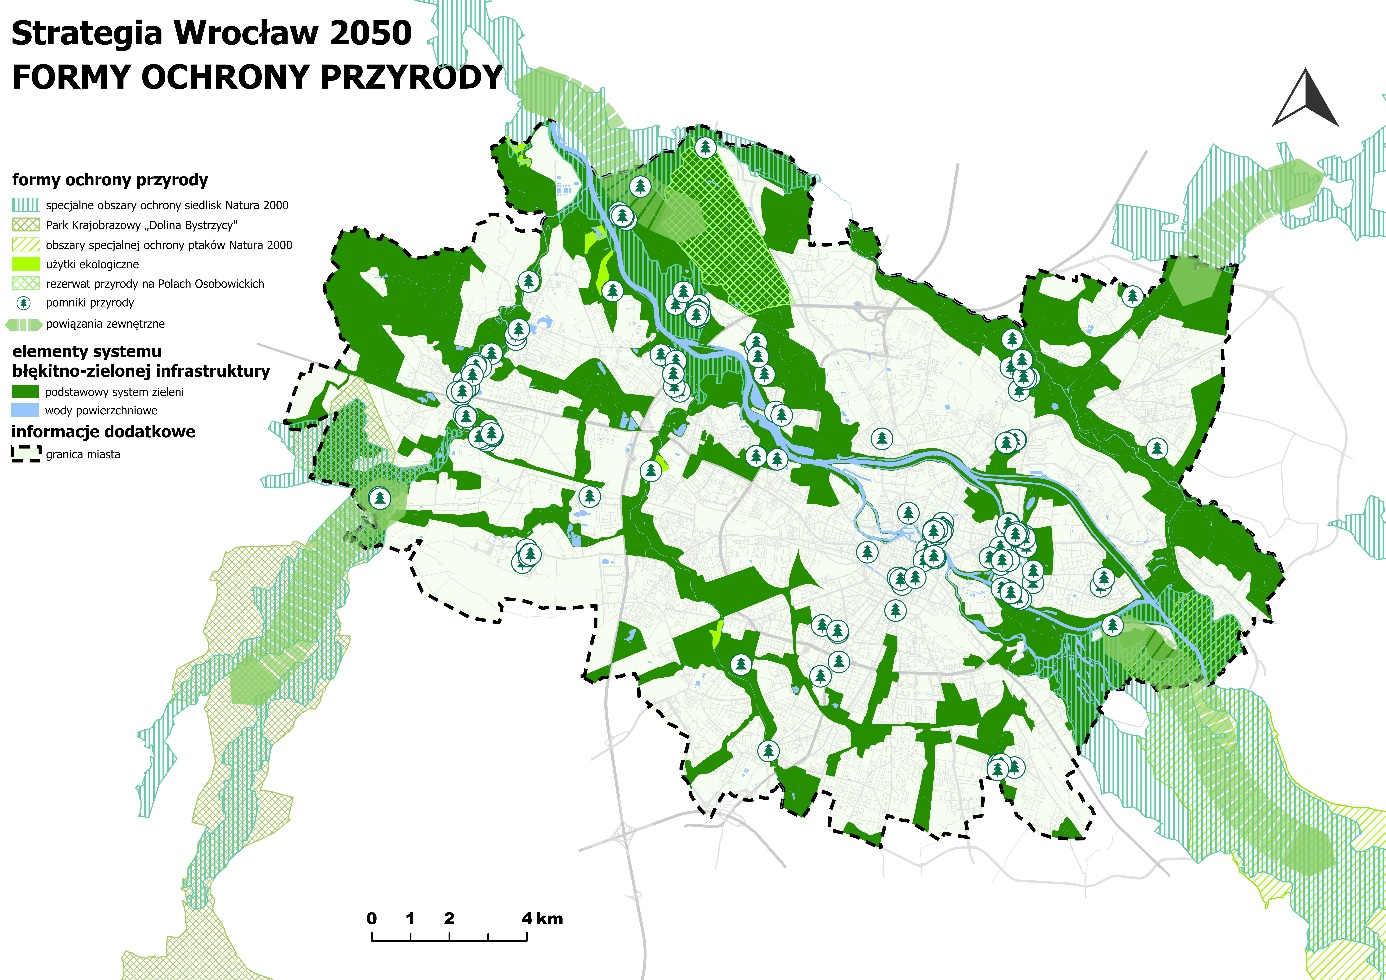 Strategia Wrocław 2050
FORMY OCHRONY PRZYRODY
formy ochrony przyrody
specjalne obszary ochrony siedlisk Natura 2000
Park Krajobrazowy „Dolina Bystrzycy"
obszary specjalnej ochrony ptaków Natura 2000
użytki ekologiczne
rezerwat przyrody na Polach Osobowickich
pomniki przyrody
powiązania zewnętrzne
elementy systemu
błękitno-zielonej infrastruktury
podstawowy system zieleni
wody powierzchniowe
informacje dodatkowe
granica miasta
0 1 2 4 km